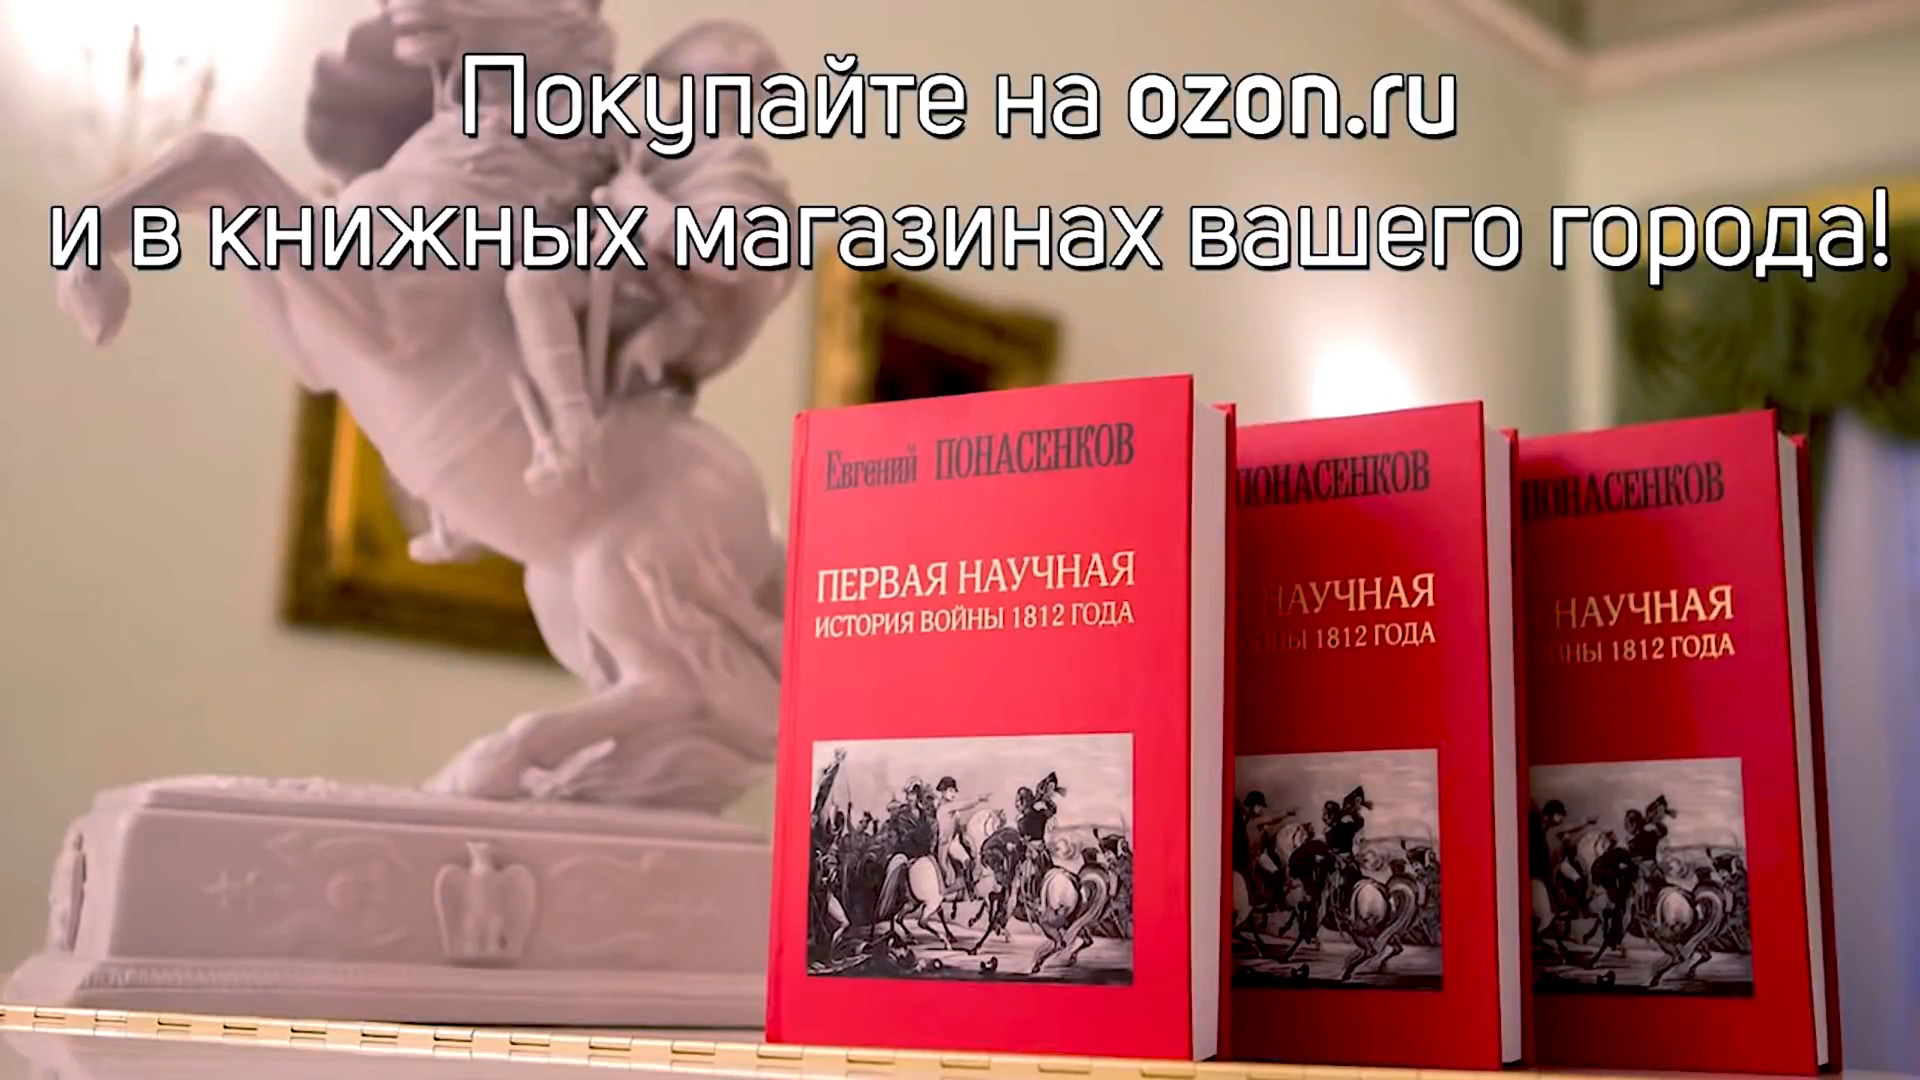 Покупайте на ozon.ru
и в книжных магазинах вашего города!
Евгений ПОНАСЕНКОВ
ПЕРВАЯ НАУЧНАЯ
ИСТОРИЯ ВОЙНЫ 1812 ГОДА
ПОНАСЕНКОВ
НАУЧНАЯ
1812 ГОДА
ПОНАСЕНКОВ
НАУЧНАЯ
1812 ГОДА